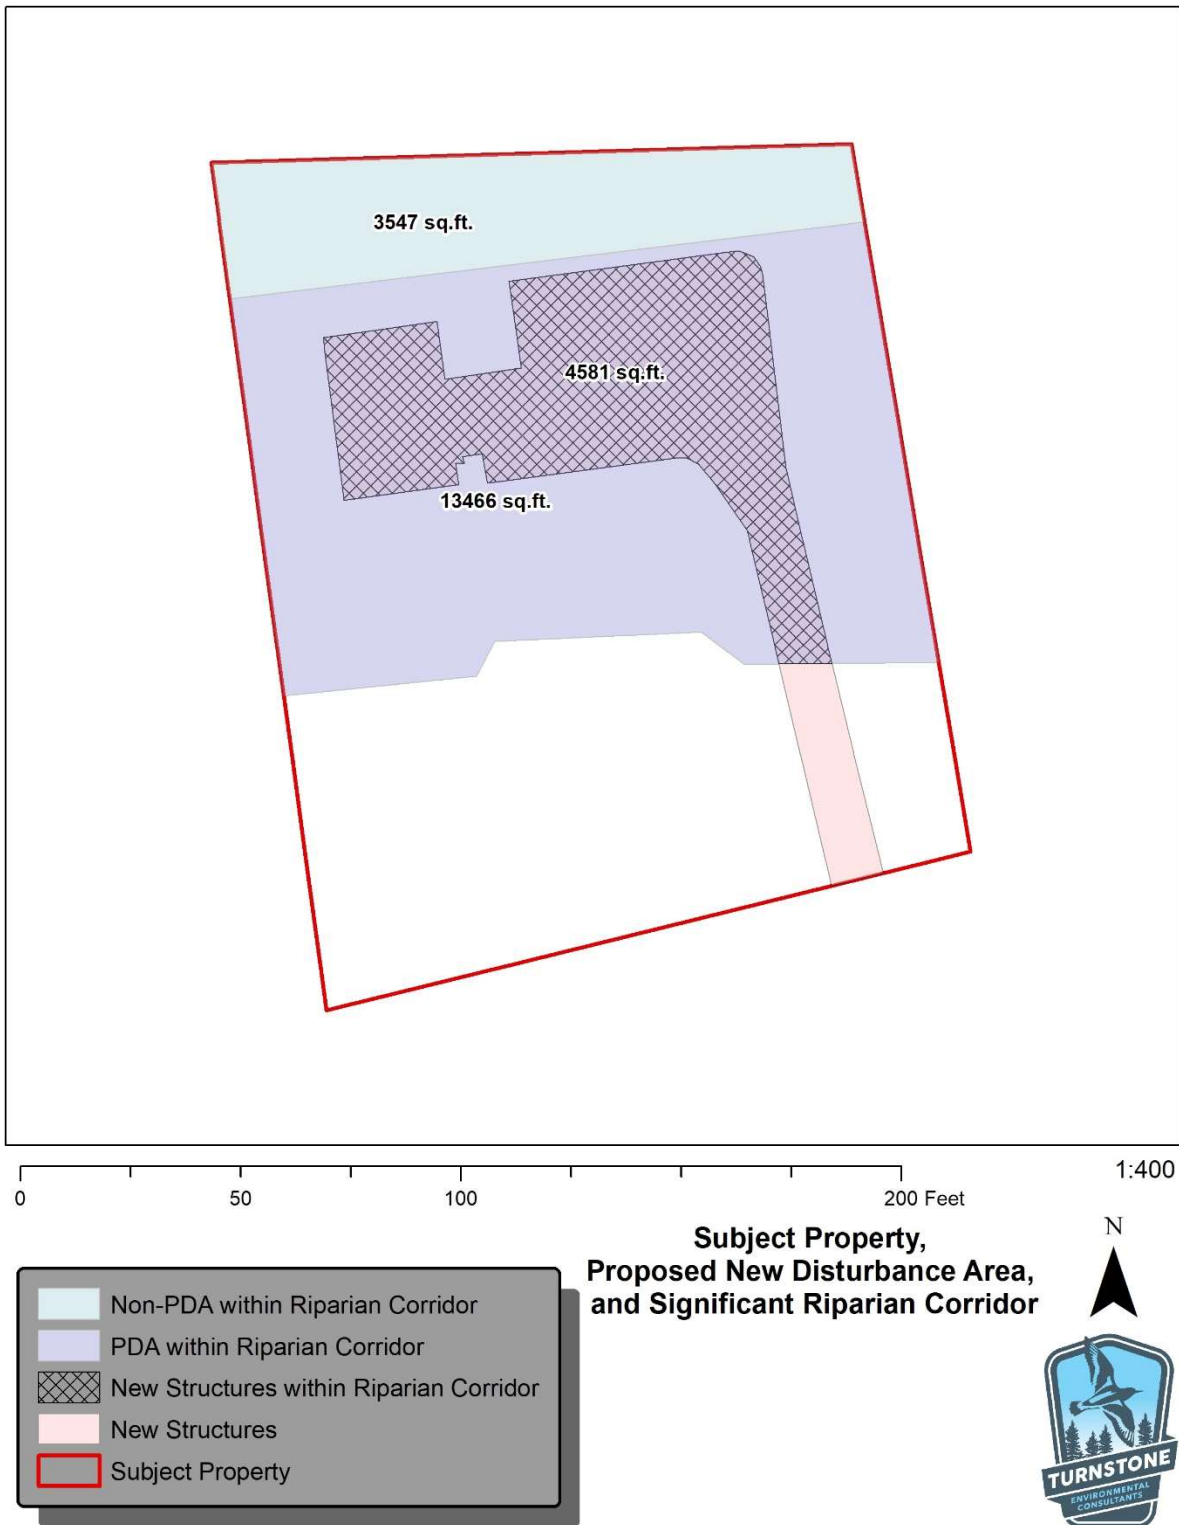 3547 sq.ft.
4581 sq.ft.
13466 sq.ft.
0 50 100 200 Feet
1:400
Subject Property,
Proposed New Disturbance Area,
and Significant Riparian Corridor
N
Non-PDA within Riparian Corridor
PDA within Riparian Corridor
New Structures within Riparian Corridor
New Structures
Subject Property
TURNSTONE
ENVIRONMENTAL
CONSULTANTS